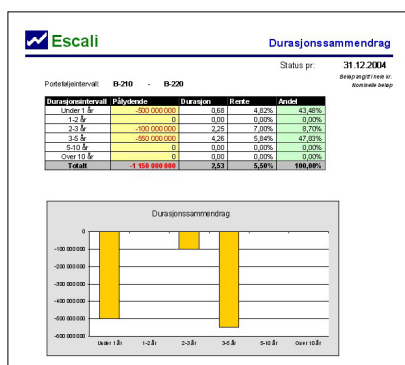 Escali
Durasjonssammendrag
Status pr: 31.12.2004
Beløp angitt i hele kr.
Porteføljeintervall: B-210 - B-220 Nominelle beløp
Durasjonsintervall Pålydende Durasjon Rente Andel
Under 1 år -500 000 000 0,68 4,82% 43,48%
1-2 år 0 0,00 0,00% 0,00%
2-3 år -100 000 000 2,25 7,00% 8,70%
3-5 år -550 000 000 4,26 5,84% 47,83%
5-10 år 0 0,00 0,00% 0,00%
Over 10 år 0 0,00 0,00% 0,00%
Totalt -1 150 000 000 2,53 5,50% 100,00%
Durasjonssammendrag
0
-100 000 000
-200 000 000
-300 000 000
-400 000 000
-500 000 000
-600 000 000
Under 1 år 1-2 år 2-3 år 3-5 år 5-10 år Over 10 år